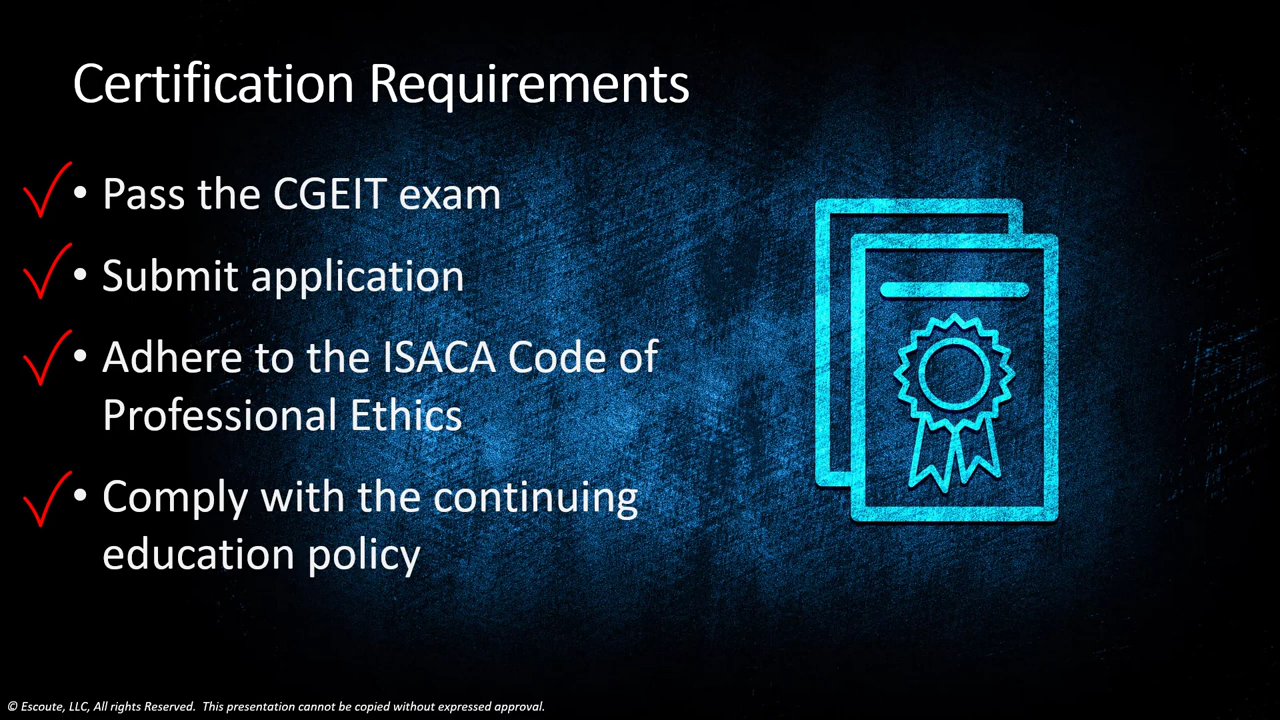 Certification Requirements
• Pass the CGEIT exam
• Submit application
• Adhere to the ISACA Code of
Professional Ethics
• Comply with the continuing
education policy
© Escoute, LLC, All rights Reserved. This presentation cannot be copied without expressed approval.